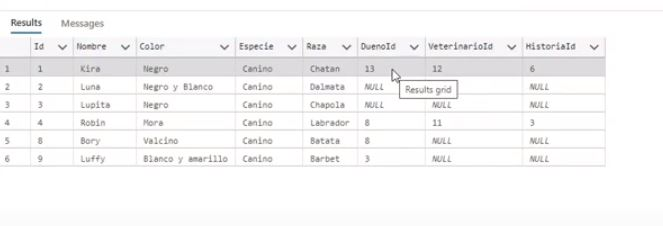 Results Messages
Id Nombre Color Especie Raza DuenoId VeterinarioId HistoriaId
1 1 Kira Negro Canino Chatan 13 12 6
2 2 Luna Negro y Blanco Canino Dalmata NULL NULL
Results grid
3 3 Lupita Negro Canino Chapola NULL NULL NULL
4 4 Robin Mora Canino Labrador 8 11 3
5 8 Bory Valcino Canino Batata 8 NULL NULL
6 9 Luffy Blanco y amarillo Canino Barbet 3 NULL NULL